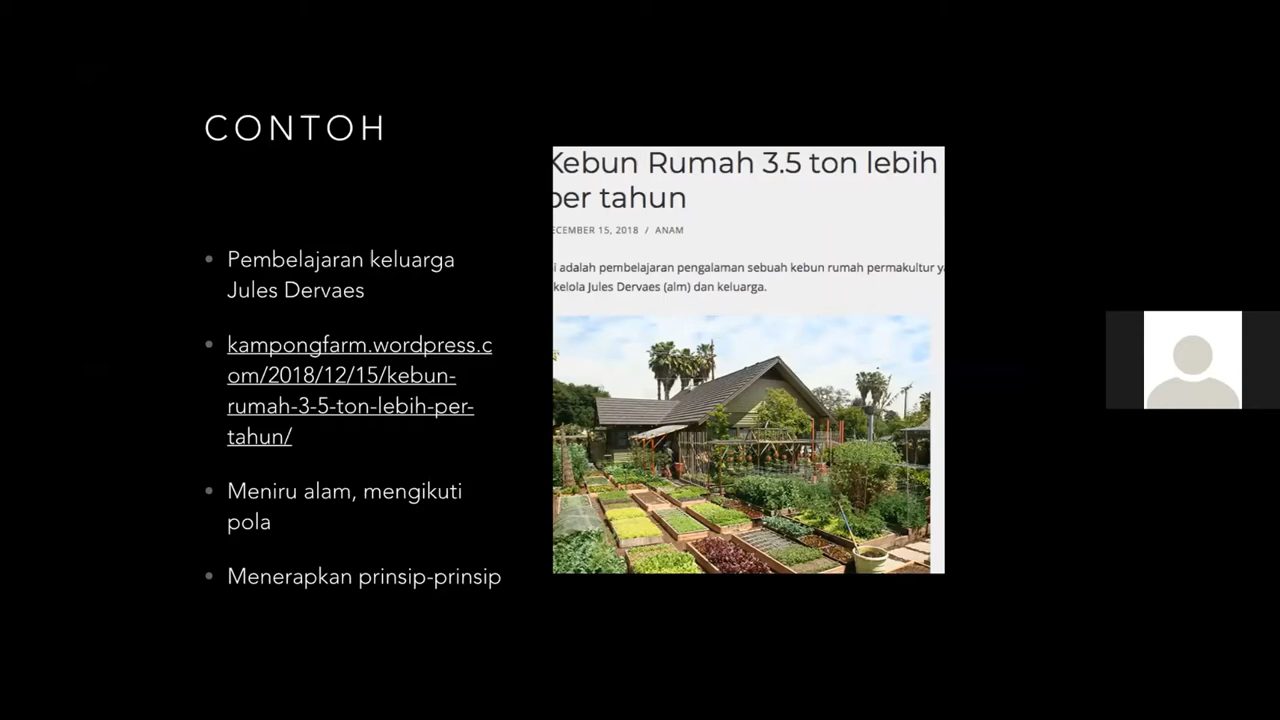 CONTOH
Pembelajaran keluarga
Jules Dervaes
kampongfarm.wordpress.c
om/2018/12/15/kebun-
rumah-3-5-ton-lebih-per-
tahun/
Meniru alam, mengikuti
pola
Menerapkan prinsip-prinsip
Kebun Rumah 3.5 ton lebih
per tahun
ECEMBER 15, 2018 / ANAM
i adalah pembelajaran pengalaman sebuah kebun rumah permakultur ya
kelola Jules Dervaes (alm) dan keluarga.